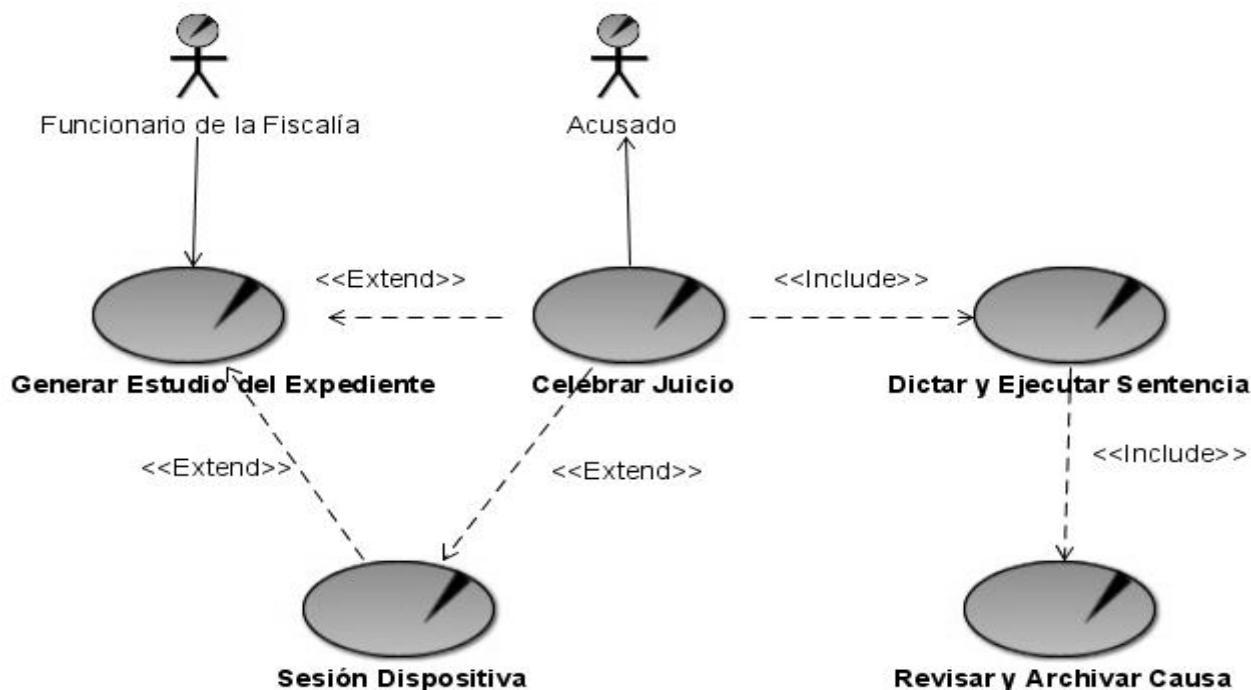 Funcionario de la Fiscalía
Acusado
<<Extend>>
<<Include>>
Generar Estudio del Expediente
Celebrar Juicio
Dictar y Ejecutar Sentencia
<<Extend>>
<<Extend>>
<<Include>>
Sesión Dispositiva
Revisar y Archivar Causa